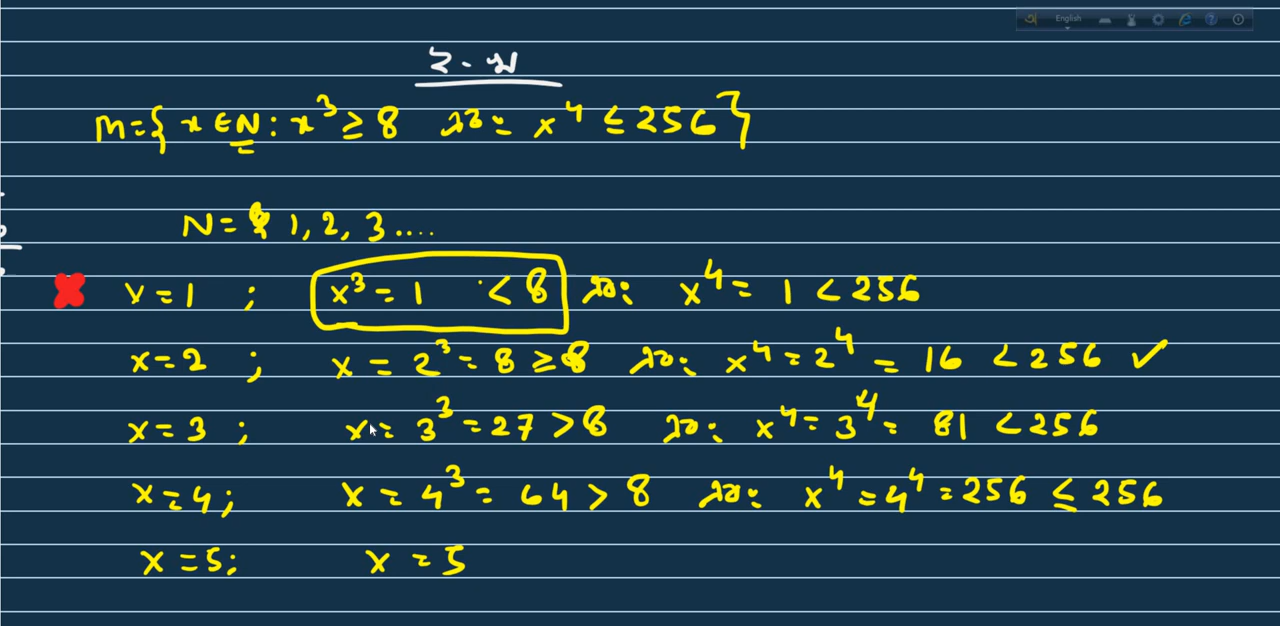 English
২. ঘ
M = { x ∈ N : x³ ≥ 8 এবং x⁴ ≤ 256 }
N = { 1, 2, 3 ....
x = 1 ; x³ = 1 < 8 এবং x⁴ = 1 < 256
x = 2 ; x = 2³ = 8 ≥ 8 এবং x⁴ = 2⁴ = 16 < 256 ✓
x = 3 ; x = 3³ = 27 > 8 এবং x⁴ = 3⁴ = 81 < 256
x = 4 ; x = 4³ = 64 > 8 এবং x⁴ = 4⁴ = 256 ≤ 256
x = 5 ; x = 5